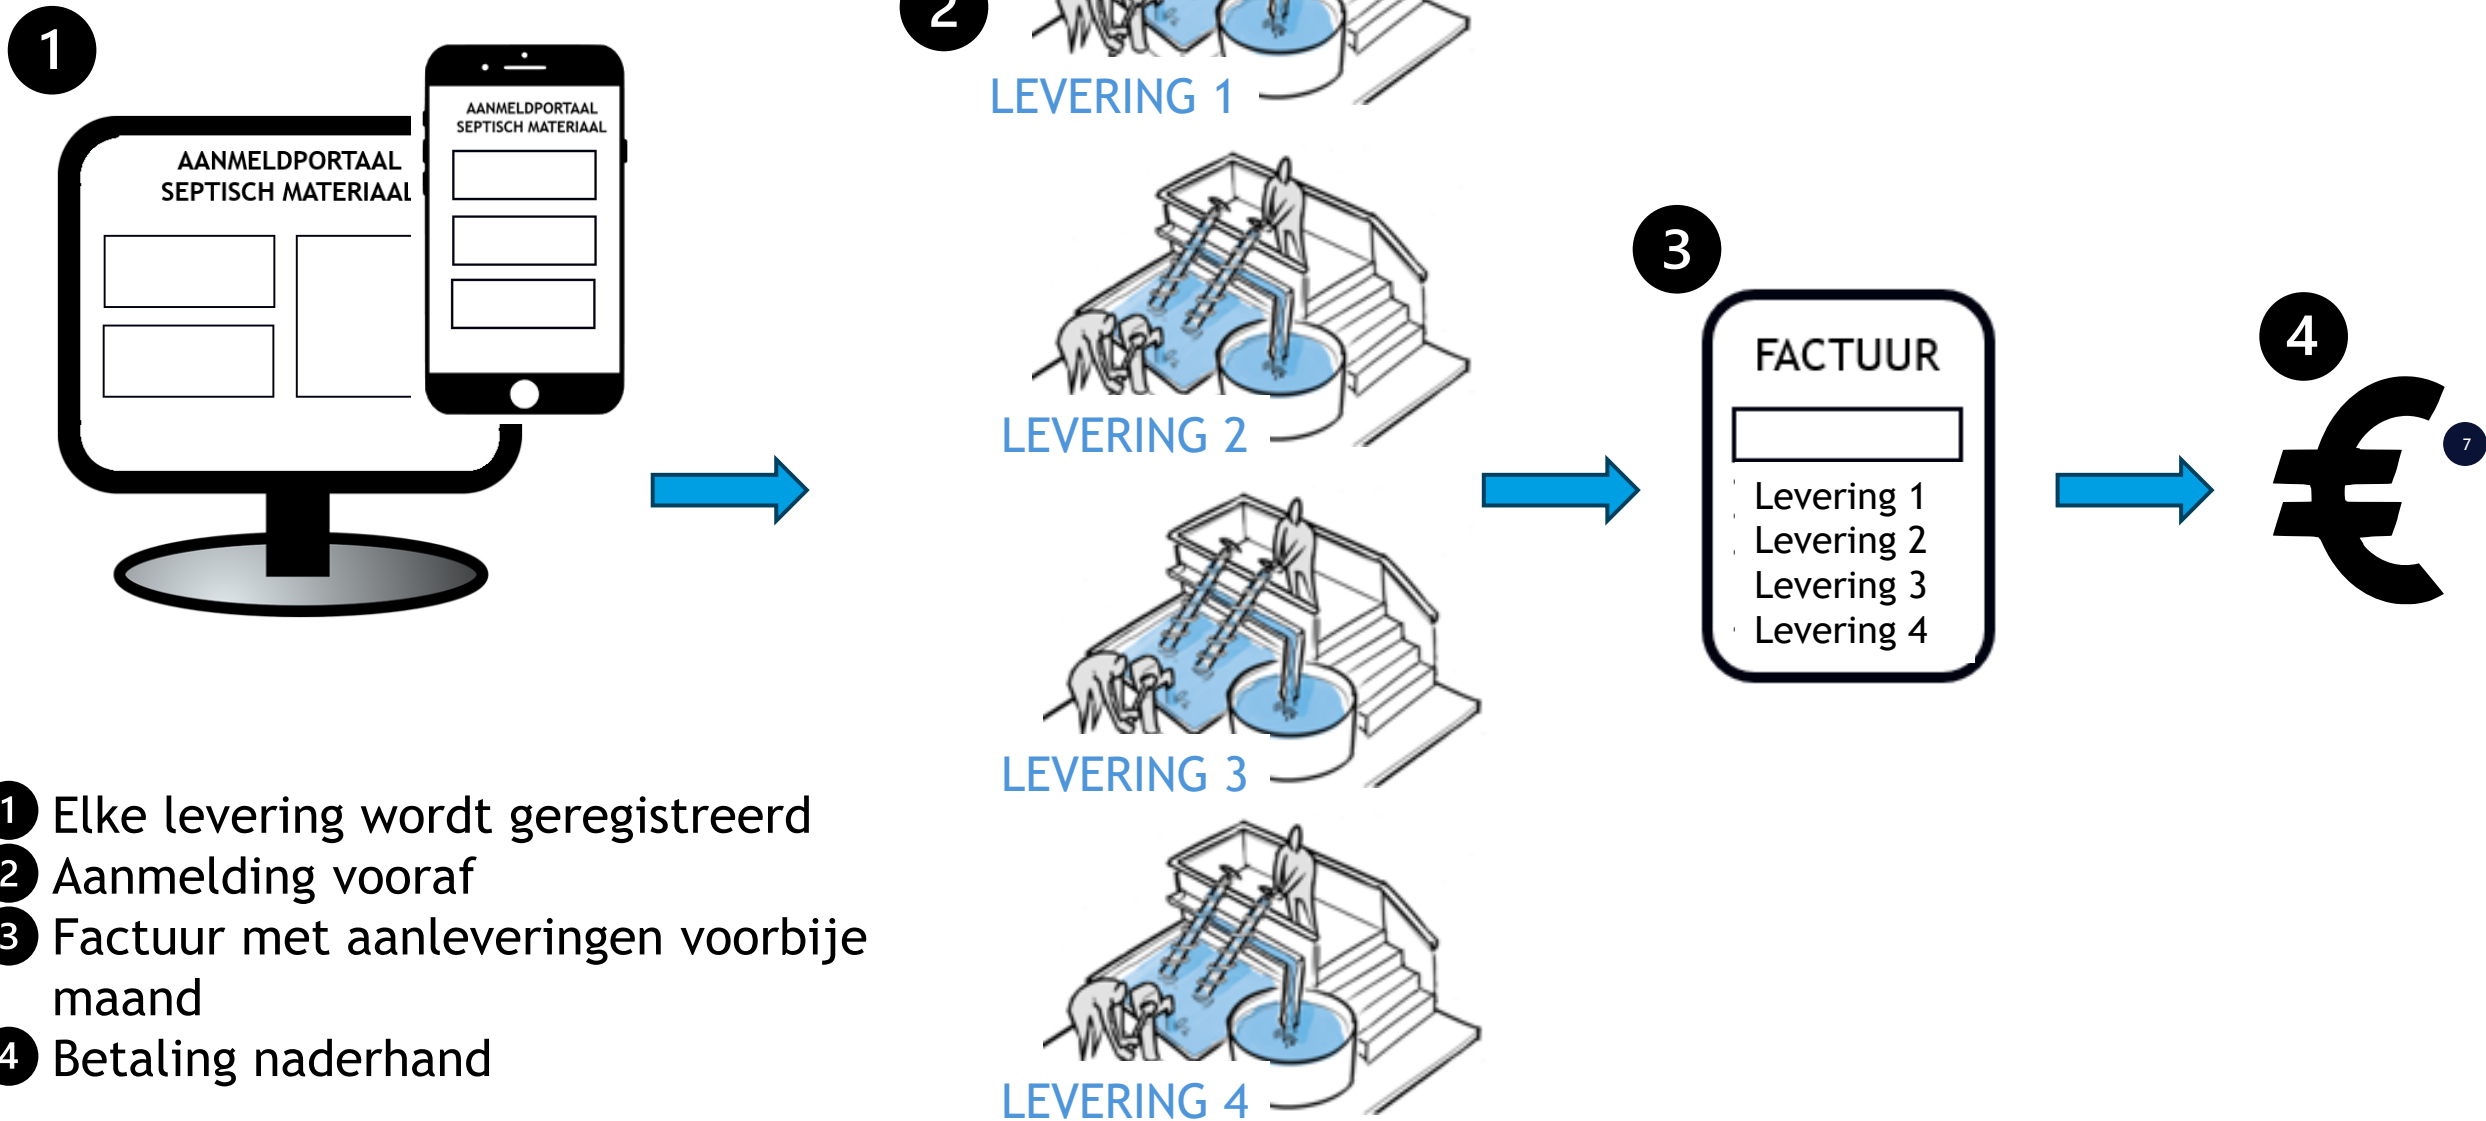 1
AANMELDPORTAAL
SEPTISCH MATERIAAL
AANMELDPORTAAL
SEPTISCH MATERIAAL
2
LEVERING 1
LEVERING 2
LEVERING 3
LEVERING 4
3
FACTUUR
Levering 1
Levering 2
Levering 3
Levering 4
4
7
1 Elke levering wordt geregistreerd
2 Aanmelding vooraf
3 Factuur met aanleveringen voorbije
maand
4 Betaling naderhand